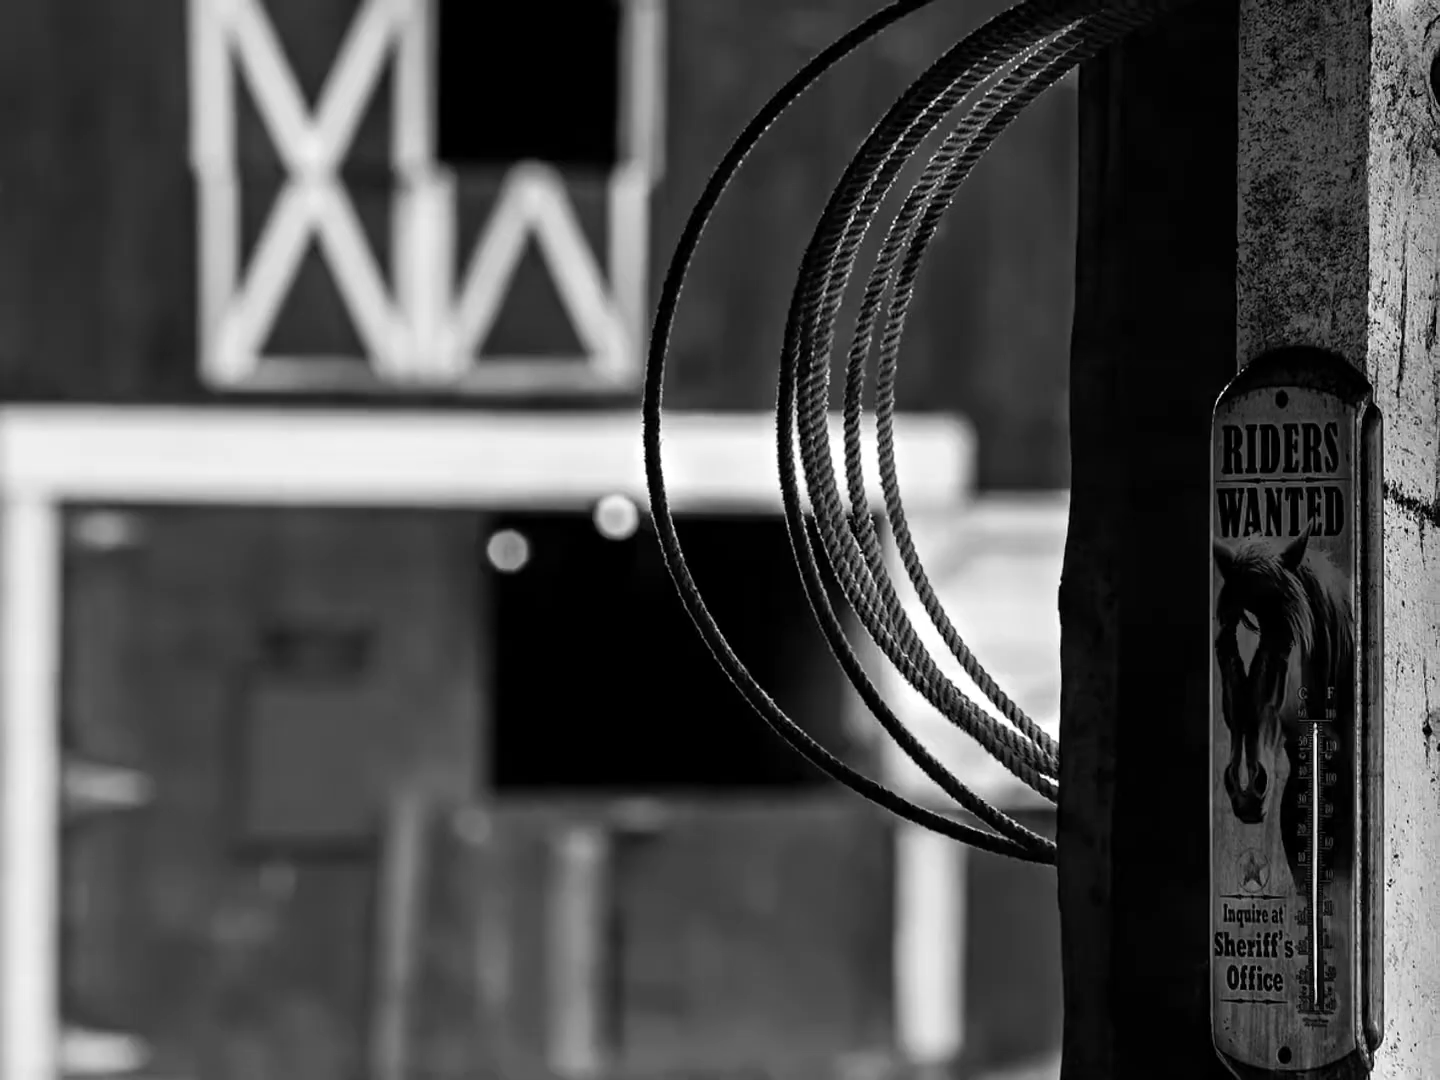 RIDERS
WANTED
C F
Inquire at
Sheriff's
Office